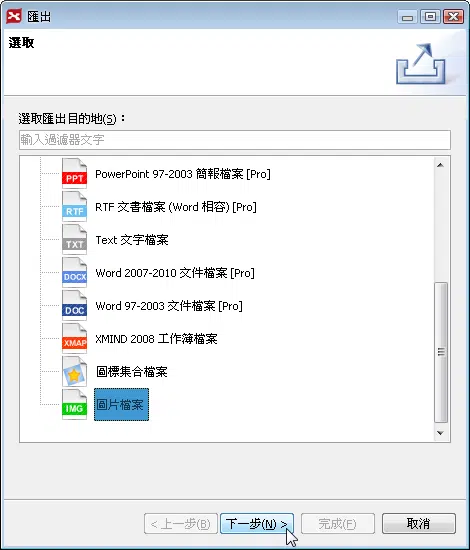 匯出
選取
選取匯出目的地(S)：
輸入過濾器文字
PPT PowerPoint 97-2003 簡報檔案 [Pro]
RTF RTF 文書檔案 (Word 相容) [Pro]
TXT Text 文字檔案
DOCX Word 2007-2010 文件檔案 [Pro]
DOC Word 97-2003 文件檔案 [Pro]
XMAP XMIND 2008 工作簿檔案
圖標集合檔案
IMG 圖片檔案
< 上一步(B) 下一步(N) > 完成(F) 取消